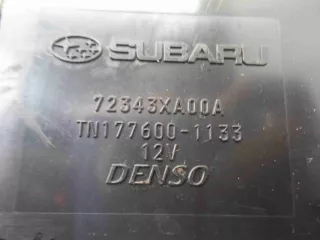 SUBARU
72343XA00A
TN177600-1133
12V
DENSO